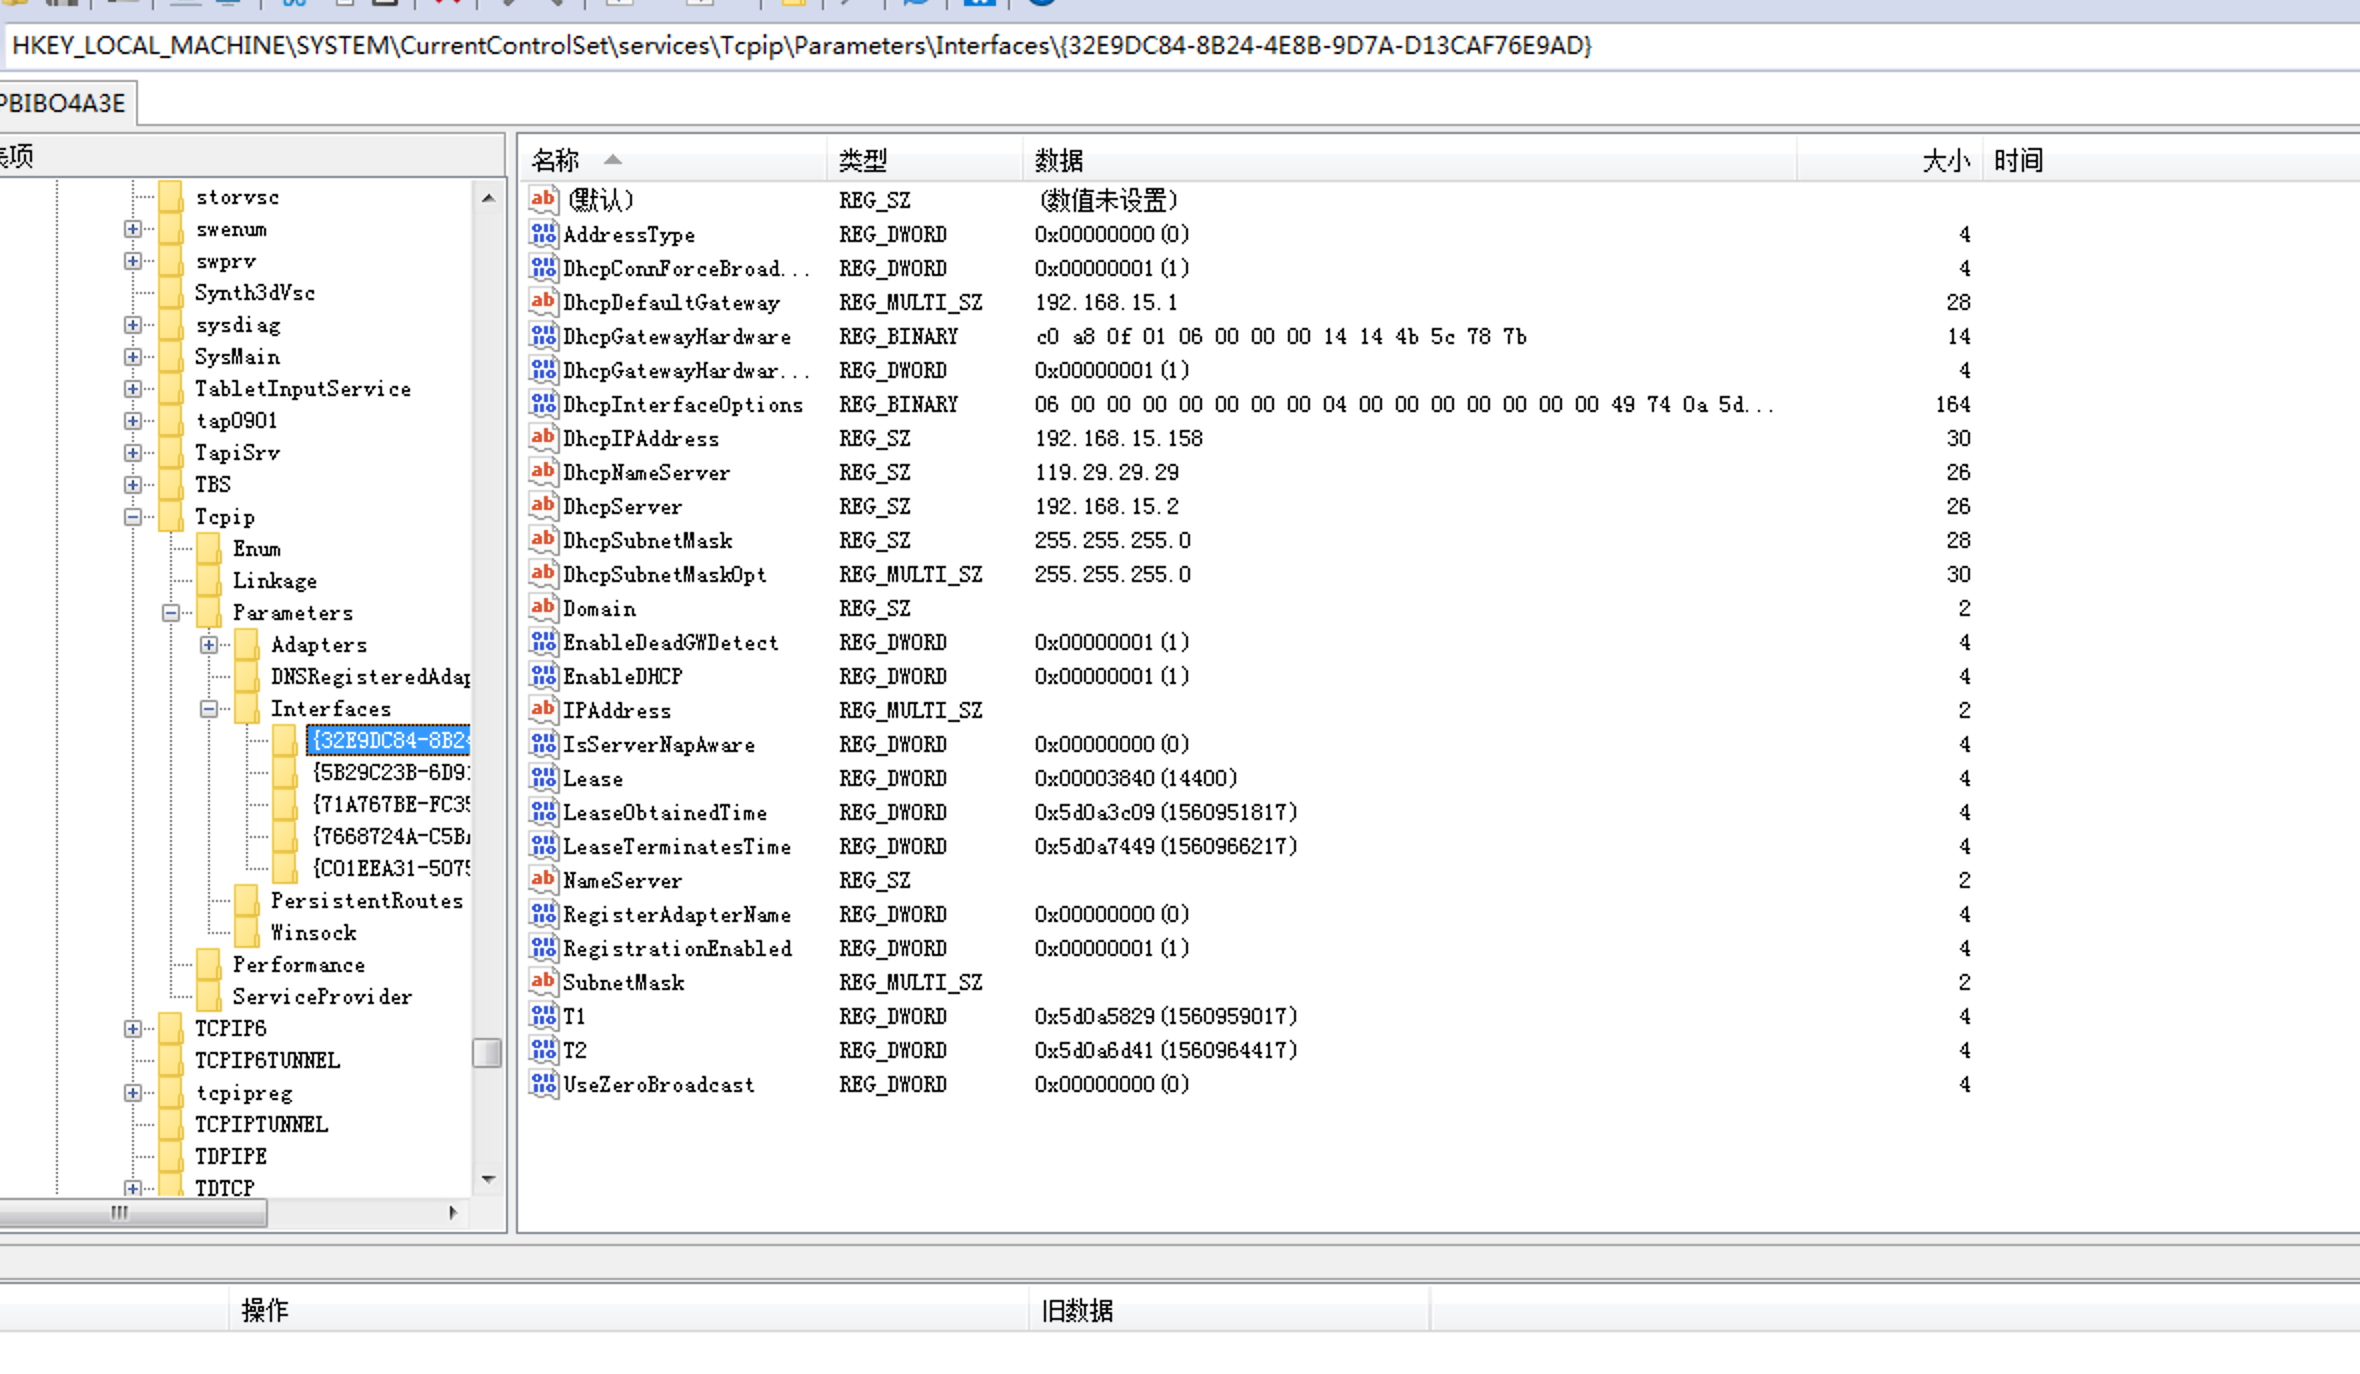 HKEY_LOCAL_MACHINE\SYSTEM\CurrentControlSet\services\Tcpip\Parameters\Interfaces\{32E9DC84-8B24-4E8B-9D7A-D13CAF76E9AD}
PBIBO4A3E
表项
storvsc
swenum
swprv
Synth3dVsc
sysdiag
SysMain
TabletInputService
tap0901
TapiSrv
TBS
Tcpip
Enum
Linkage
Parameters
Adapters
DNSRegisteredAdap
Interfaces
{32E9DC84-8B24
{5B29C23B-6D91
{71A767BE-FC35
{7668724A-C5BA
{C01EEA31-5075
PersistentRoutes
Winsock
Performance
ServiceProvider
TCPIP6
TCPIP6TUNNEL
tcpipreg
TCPIPTUNNEL
TDPIPE
TDTCP
名称 类型 数据 大小 时间
(默认) REG_SZ (数值未设置)
AddressType REG_DWORD 0x00000000(0) 4
DhcpConnForceBroad... REG_DWORD 0x00000001(1) 4
DhcpDefaultGateway REG_MULTI_SZ 192.168.15.1 28
DhcpGatewayHardware REG_BINARY c0 a8 0f 01 06 00 00 00 14 14 4b 5c 78 7b 14
DhcpGatewayHardwar... REG_DWORD 0x00000001(1) 4
DhcpInterfaceOptions REG_BINARY 06 00 00 00 00 00 00 00 04 00 00 00 00 00 00 00 49 74 0a 5d... 164
DhcpIPAddress REG_SZ 192.168.15.158 30
DhcpNameServer REG_SZ 119.29.29.29 26
DhcpServer REG_SZ 192.168.15.2 26
DhcpSubnetMask REG_SZ 255.255.255.0 28
DhcpSubnetMaskOpt REG_MULTI_SZ 255.255.255.0 30
Domain REG_SZ 2
EnableDeadGWDetect REG_DWORD 0x00000001(1) 4
EnableDHCP REG_DWORD 0x00000001(1) 4
IPAddress REG_MULTI_SZ 2
IsServerNapAware REG_DWORD 0x00000000(0) 4
Lease REG_DWORD 0x00003840(14400) 4
LeaseObtainedTime REG_DWORD 0x5d0a3c09(1560951817) 4
LeaseTerminatesTime REG_DWORD 0x5d0a7449(1560966217) 4
NameServer REG_SZ 2
RegisterAdapterName REG_DWORD 0x00000000(0) 4
RegistrationEnabled REG_DWORD 0x00000001(1) 4
SubnetMask REG_MULTI_SZ 2
T1 REG_DWORD 0x5d0a5829(1560959017) 4
T2 REG_DWORD 0x5d0a6d41(1560964417) 4
UseZeroBroadcast REG_DWORD 0x00000000(0) 4
操作 旧数据